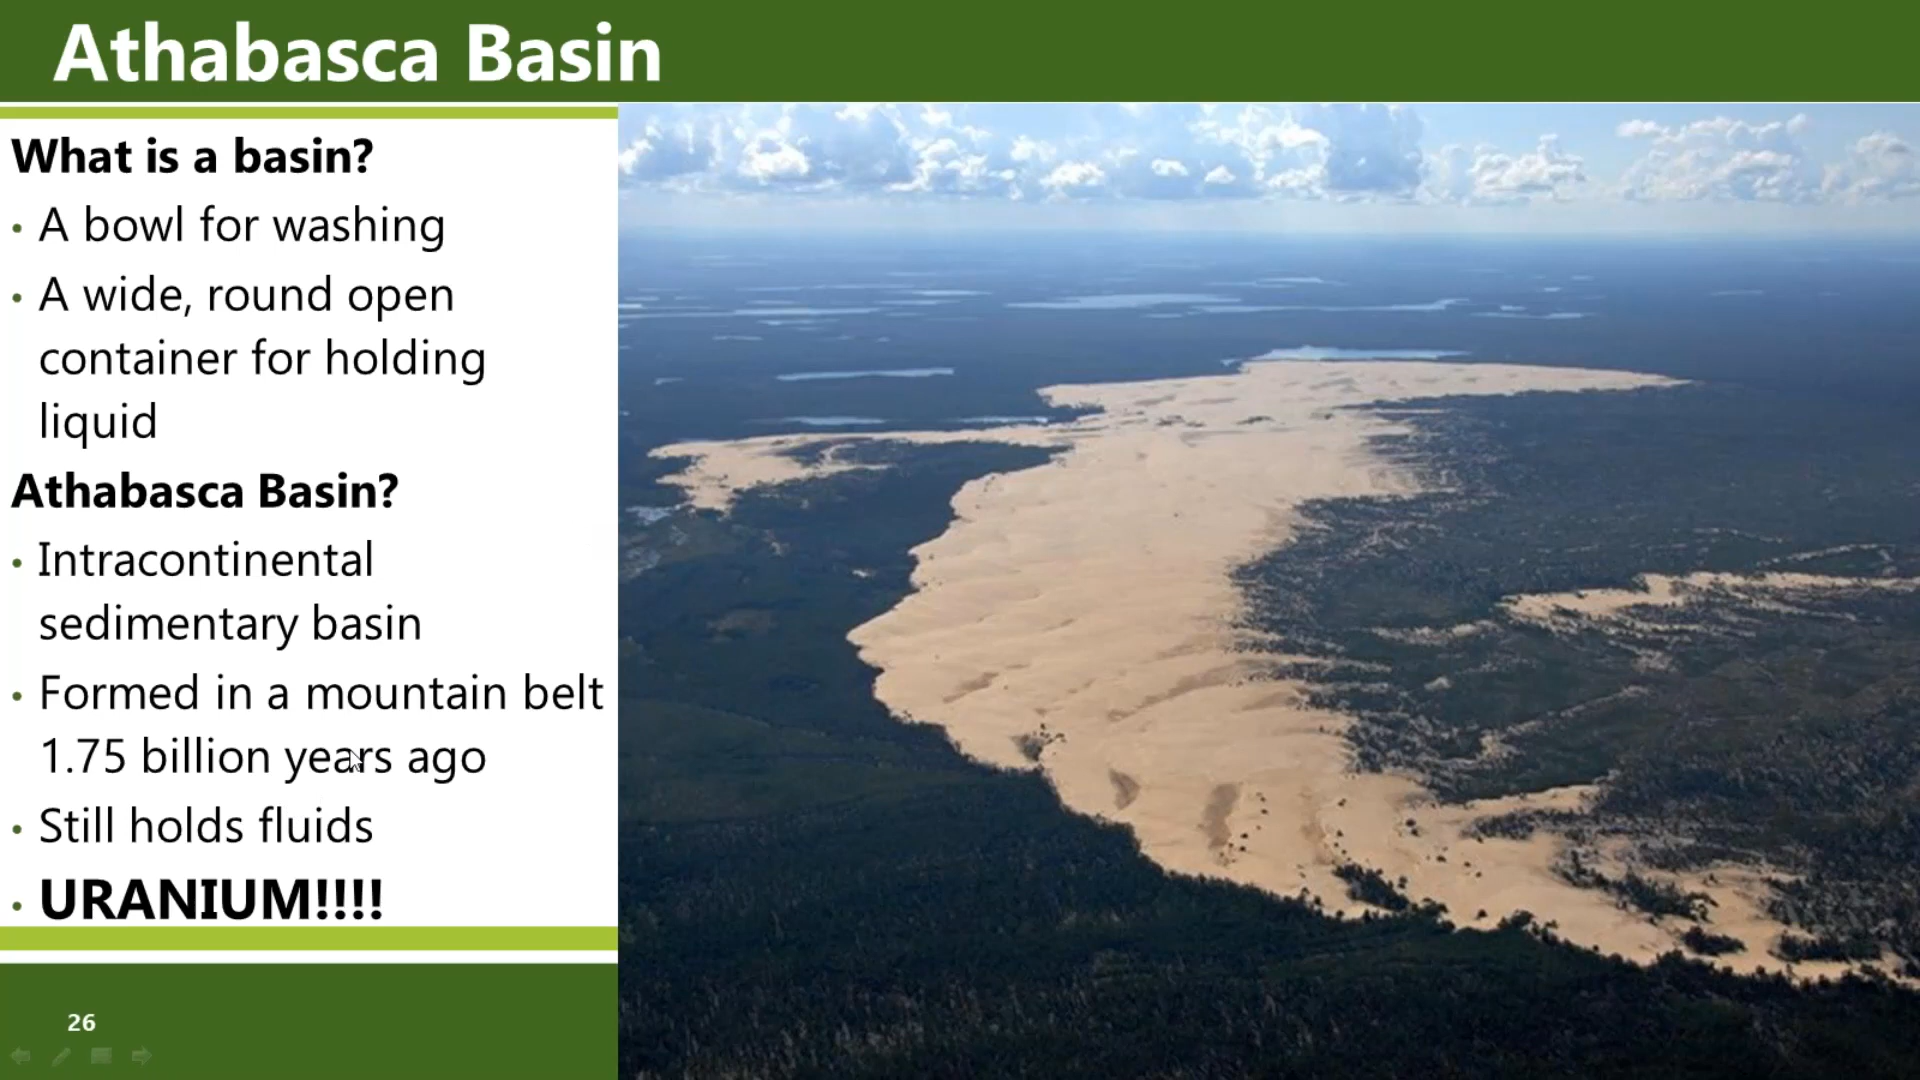 Athabasca Basin
What is a basin?
• A bowl for washing
• A wide, round open
container for holding
liquid
Athabasca Basin?
• Intracontinental
sedimentary basin
• Formed in a mountain belt
1.75 billion years ago
• Still holds fluids
• URANIUM!!!!
26